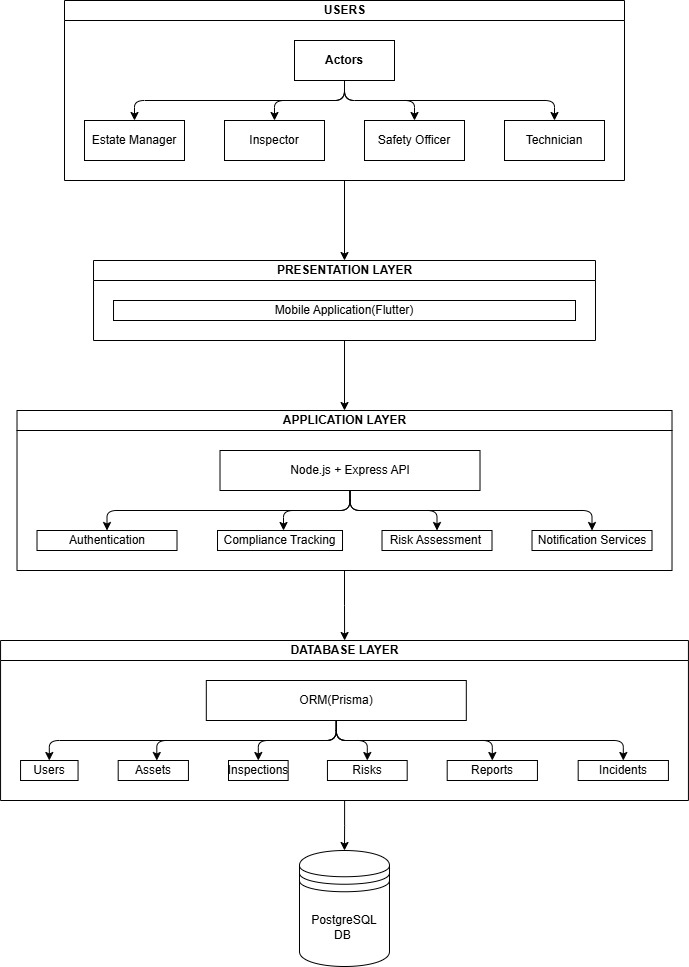 USERS
Actors
Estate Manager
Inspector
Safety Officer
Technician
PRESENTATION LAYER
Mobile Application(Flutter)
APPLICATION LAYER
Node.js + Express API
Authentication
Compliance Tracking
Risk Assessment
Notification Services
DATABASE LAYER
ORM(Prisma)
Users
Assets
Inspections
Risks
Reports
Incidents
PostgreSQL
DB